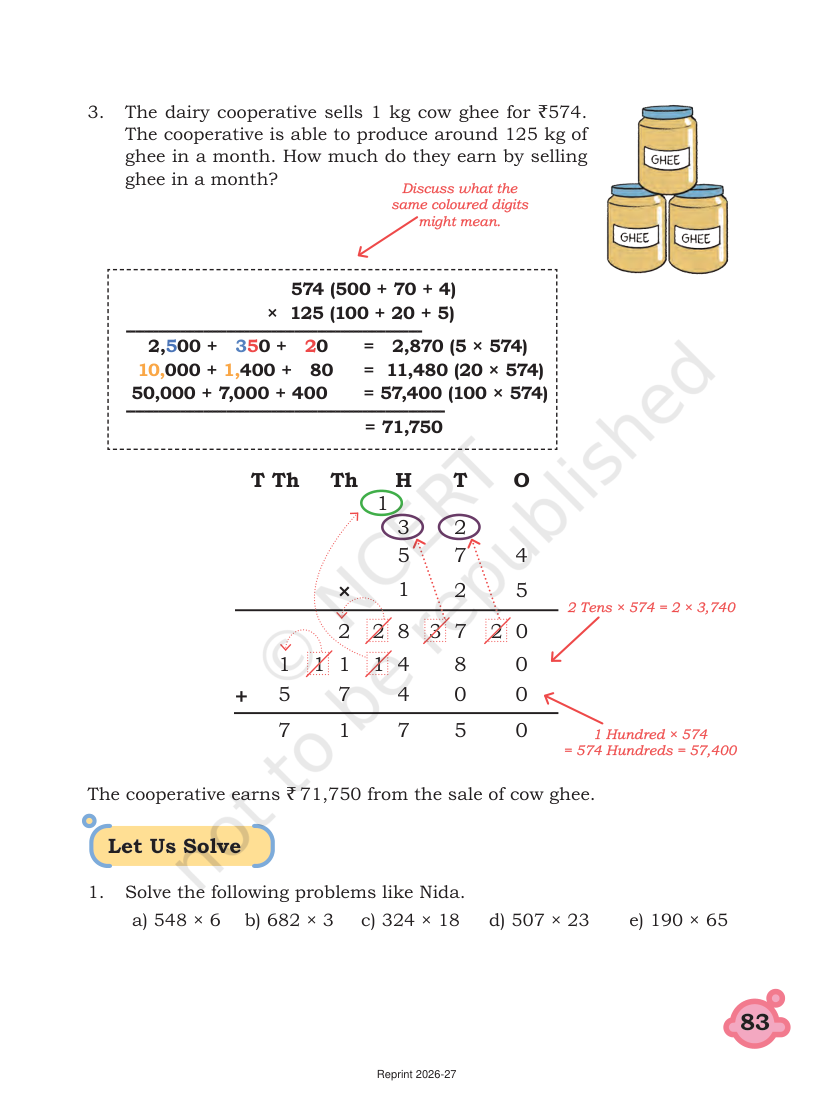 3. The dairy cooperative sells 1 kg cow ghee for ₹574.
The cooperative is able to produce around 125 kg of
ghee in a month. How much do they earn by selling
ghee in a month?
GHEE
GHEE GHEE
Discuss what the
same coloured digits
might mean.
574 (500 + 70 + 4)
× 125 (100 + 20 + 5)
2,500 + 350 + 20 = 2,870 (5 × 574)
10,000 + 1,400 + 80 = 11,480 (20 × 574)
50,000 + 7,000 + 400 = 57,400 (100 × 574)
= 71,750
T Th Th H T O
1
3 2
5 7 4
× 1 2 5
2 Tens × 574 = 2 × 3,740
2 2 8 3 7 2 0
1 1 1 1 4 8 0
+ 5 7 4 0 0
7 1 7 5 0
1 Hundred × 574
= 574 Hundreds = 57,400
The cooperative earns ₹ 71,750 from the sale of cow ghee.
Let Us Solve
1. Solve the following problems like Nida.
a) 548 × 6 b) 682 × 3 c) 324 × 18 d) 507 × 23 e) 190 × 65
83
Reprint 2026-27
© NCERT
not to be republished